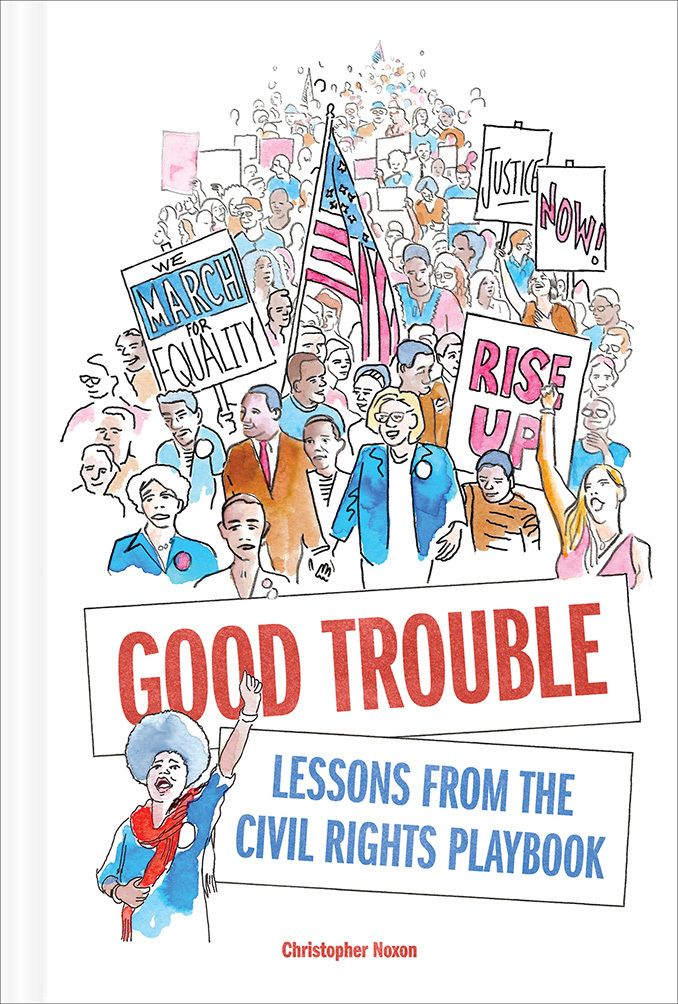 JUSTICE
NOW!
WE
MARCH
FOR
EQUALITY
RISE
UP
GOOD TROUBLE
LESSONS FROM THE
CIVIL RIGHTS PLAYBOOK
Christopher Noxon